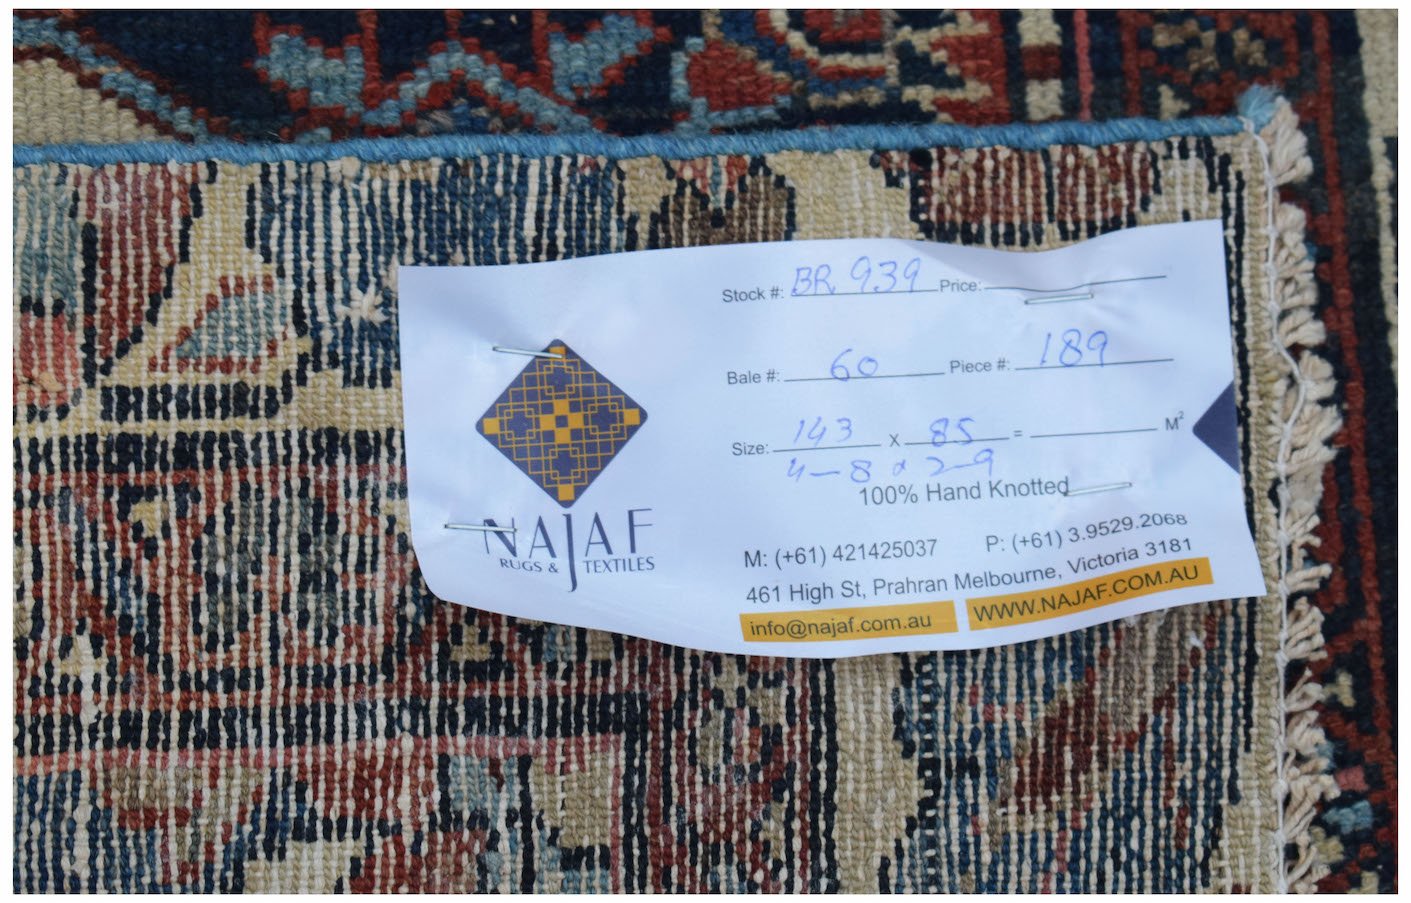 Stock #: BR 939 Price:
Bale #: 60 Piece #: 189
Size: 143 X 85 = M²
4-8 x 2-9
100% Hand Knotted
NAJAF
RUGS & TEXTILES
M: (+61) 421425037 P: (+61) 3.9529.2068
461 High St, Prahran Melbourne, Victoria 3181
info@najaf.com.au WWW.NAJAF.COM.AU